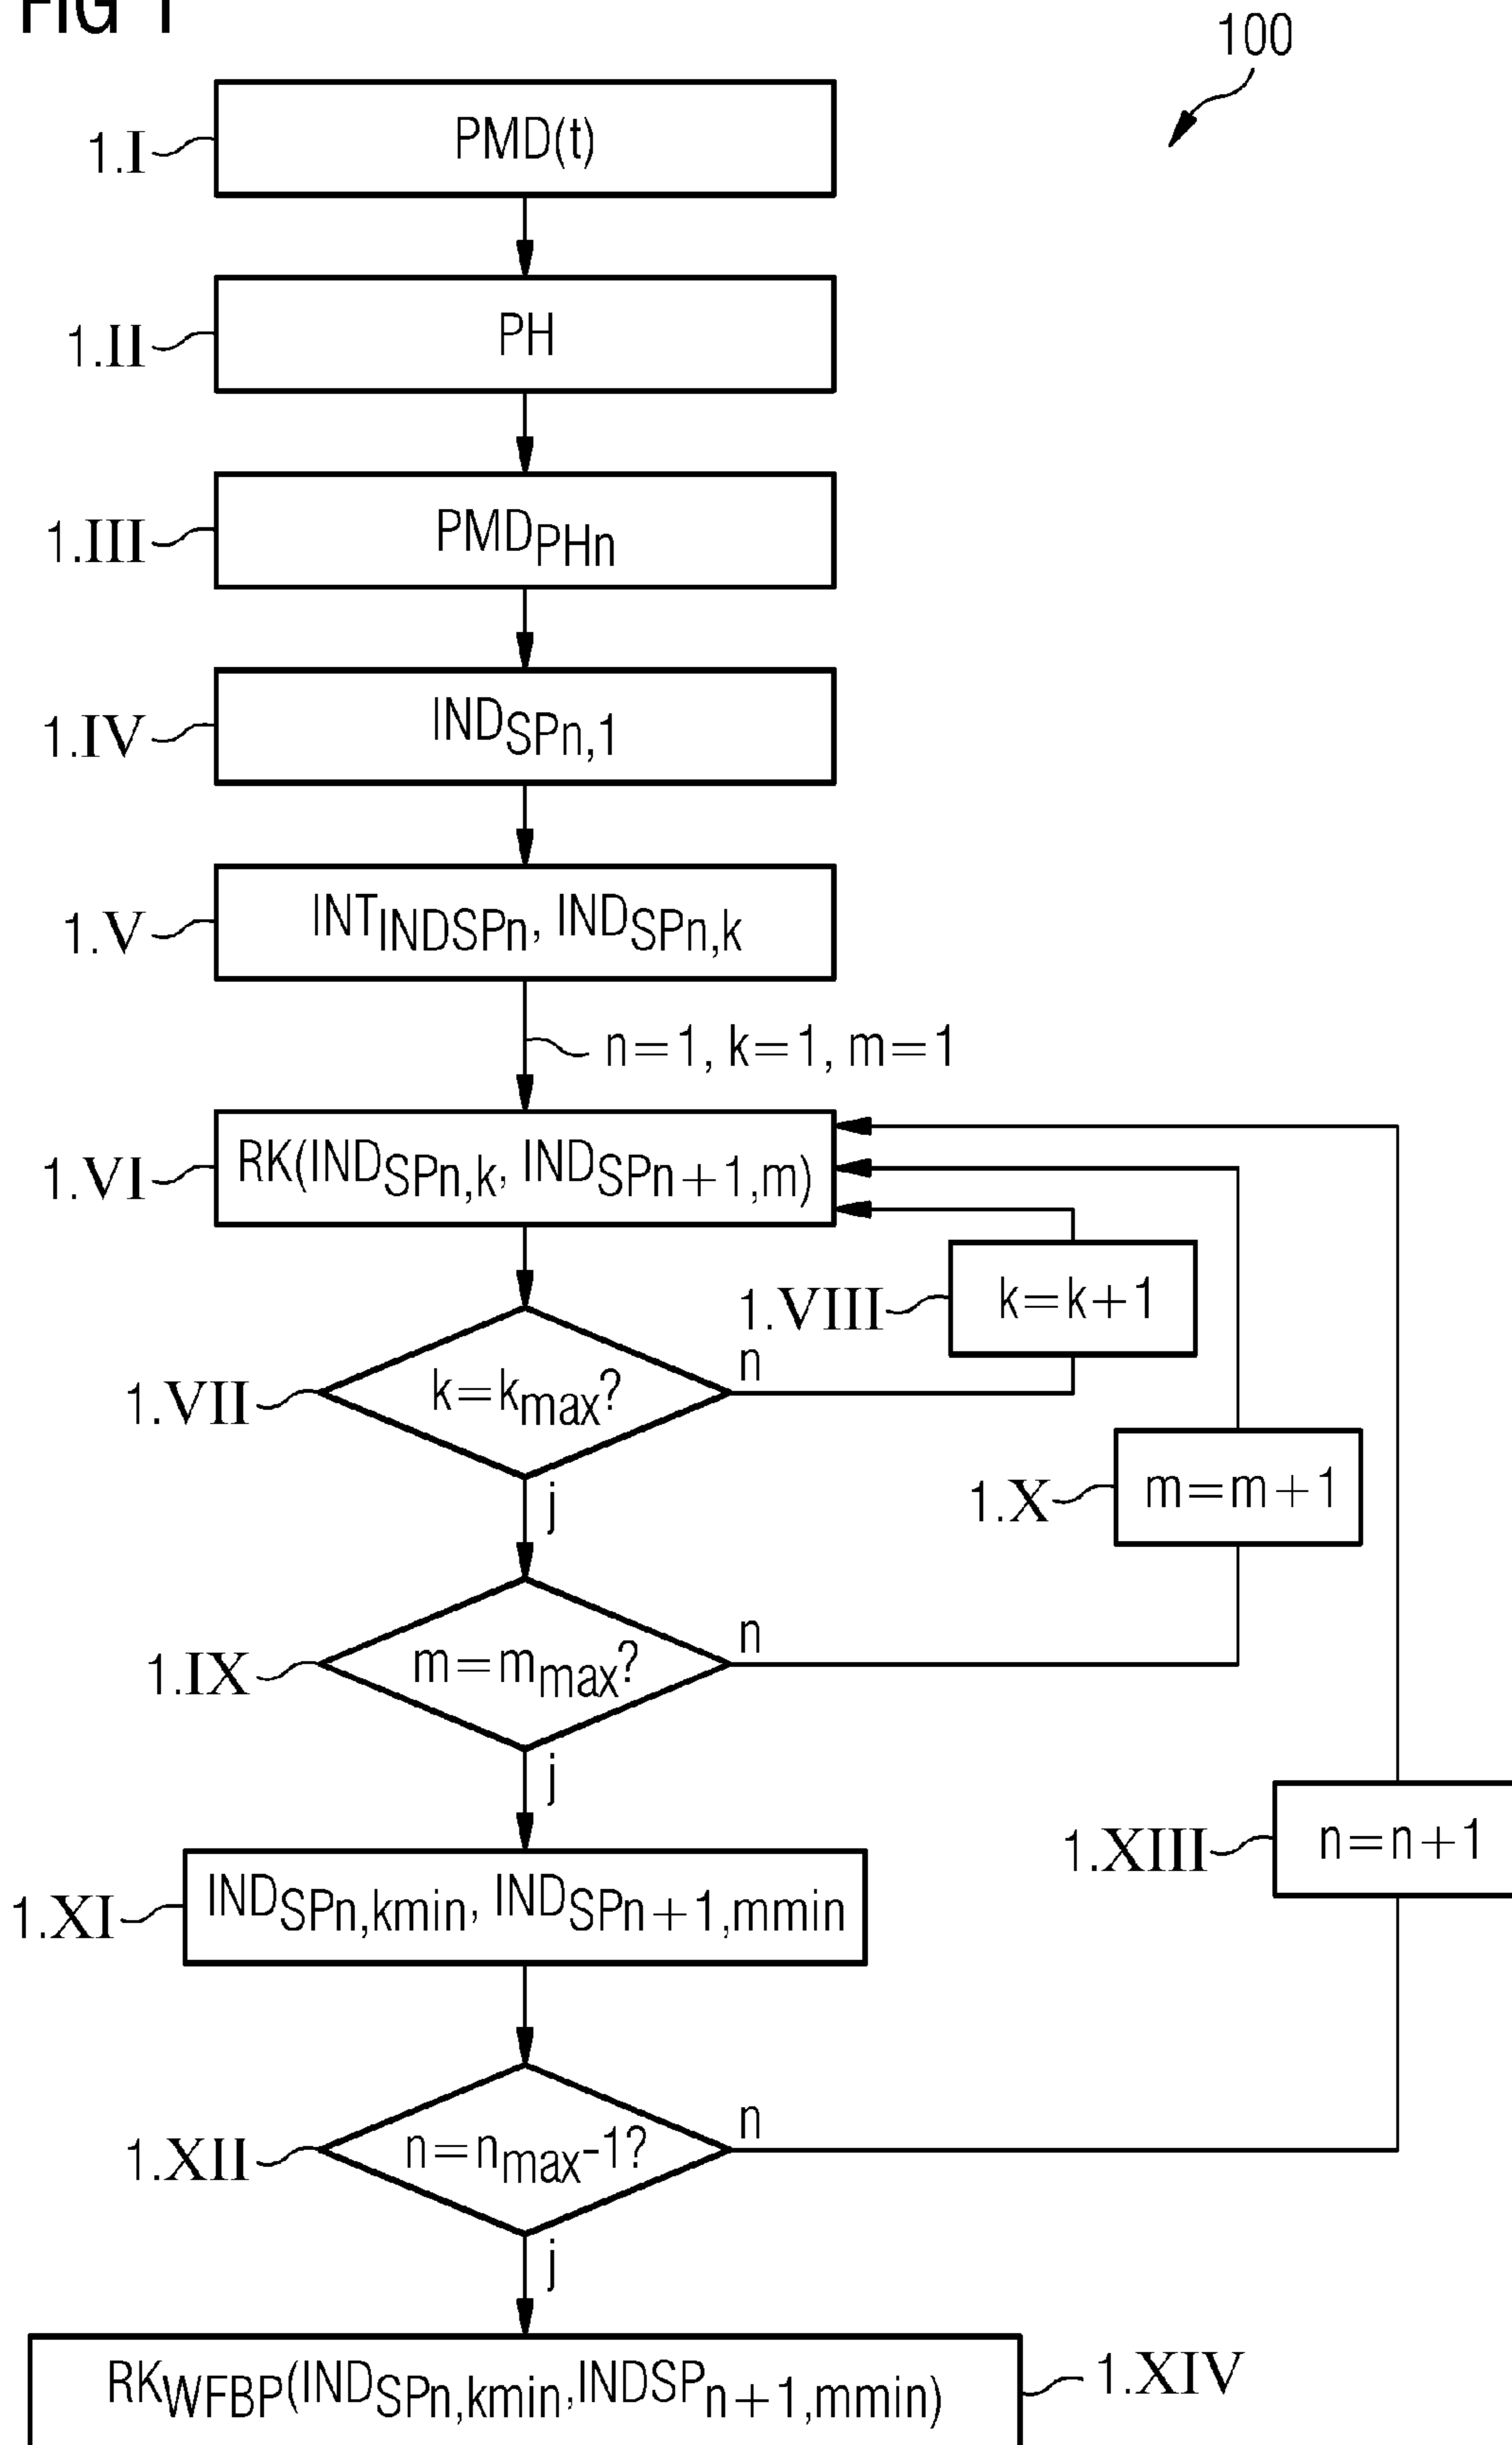 FIG 1
100
1.I
PMD(t)
1.II
PH
1.III
PMDPHn
1.IV
INDSPn,1
1.V
INTINDSPn, INDSPn,k
n=1, k=1, m=1
1.VI
RK(INDSPn,k, INDSPn+1,m)
1.VIII
k=k+1
1.VII
k=kmax?
n
j
1.X
m=m+1
1.IX
m=mmax?
n
j
1.XIII
n=n+1
1.XI
INDSPn,kmin, INDSPn+1,mmin
1.XII
n=nmax-1?
n
j
RKWFBP(INDSPn,kmin,INDSPn+1,mmin)
1.XIV